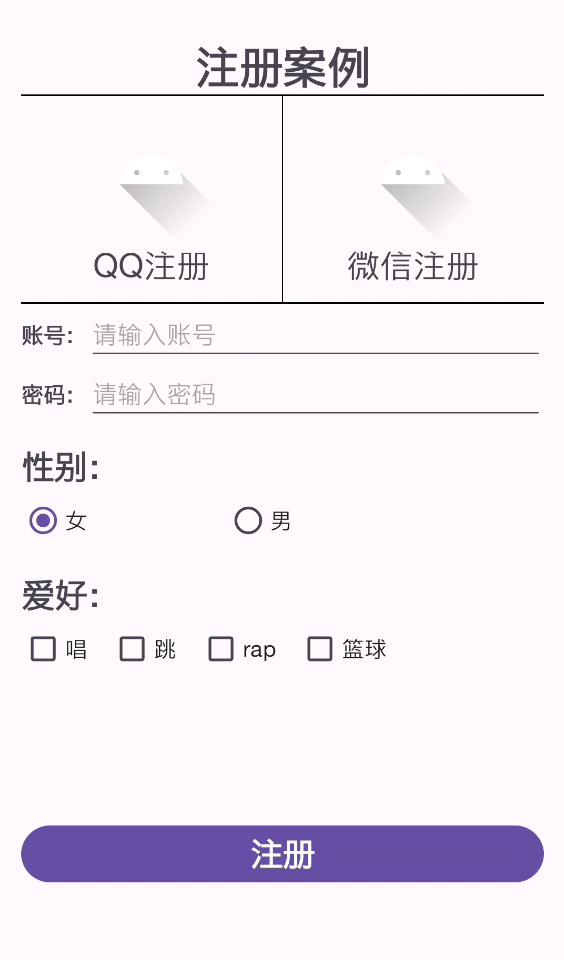 注册案例
QQ注册 微信注册
账号： 请输入账号
密码： 请输入密码
性别：
女 男
爱好：
唱 跳 rap 篮球
注册